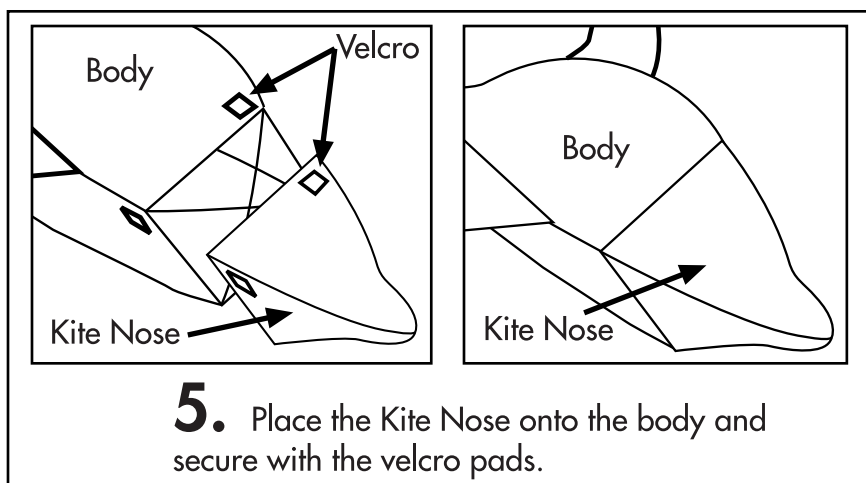 Body
Velcro
Kite Nose
Body
Kite Nose
5. Place the Kite Nose onto the body and
secure with the velcro pads.